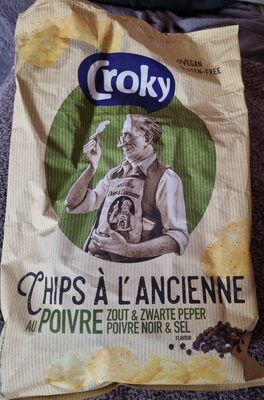 Croky
VEGAN
GLUTEN-FREE
CHIPS À L'ANCIENNE
AU POIVRE
ZOUT & ZWARTE PEPER
POIVRE NOIR & SEL
FLAVOUR